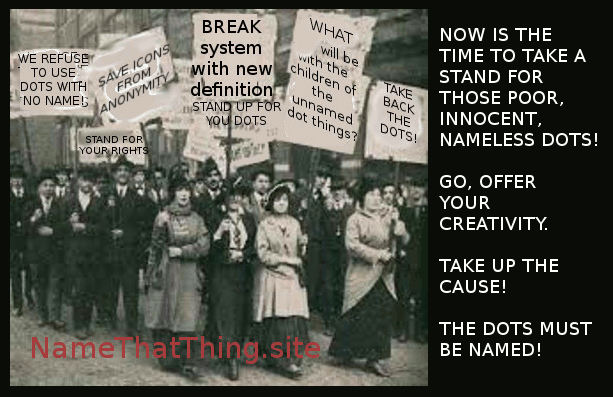 WE REFUSE
TO USE
DOTS WITH
NO NAME!
SAVE ICONS
FROM
ANONYMITY
STAND FOR
YOUR RIGHTS
BREAK
system
with new
definition
STAND UP FOR
YOU DOTS
WHAT
will be
with the
children of
the
unnamed
dot things?
TAKE
BACK
THE
DOTS!
NameThatThing.site
NOW IS THE
TIME TO TAKE A
STAND FOR
THOSE POOR,
INNOCENT,
NAMELESS DOTS!
GO, OFFER
YOUR
CREATIVITY.
TAKE UP THE
CAUSE!
THE DOTS MUST
BE NAMED!